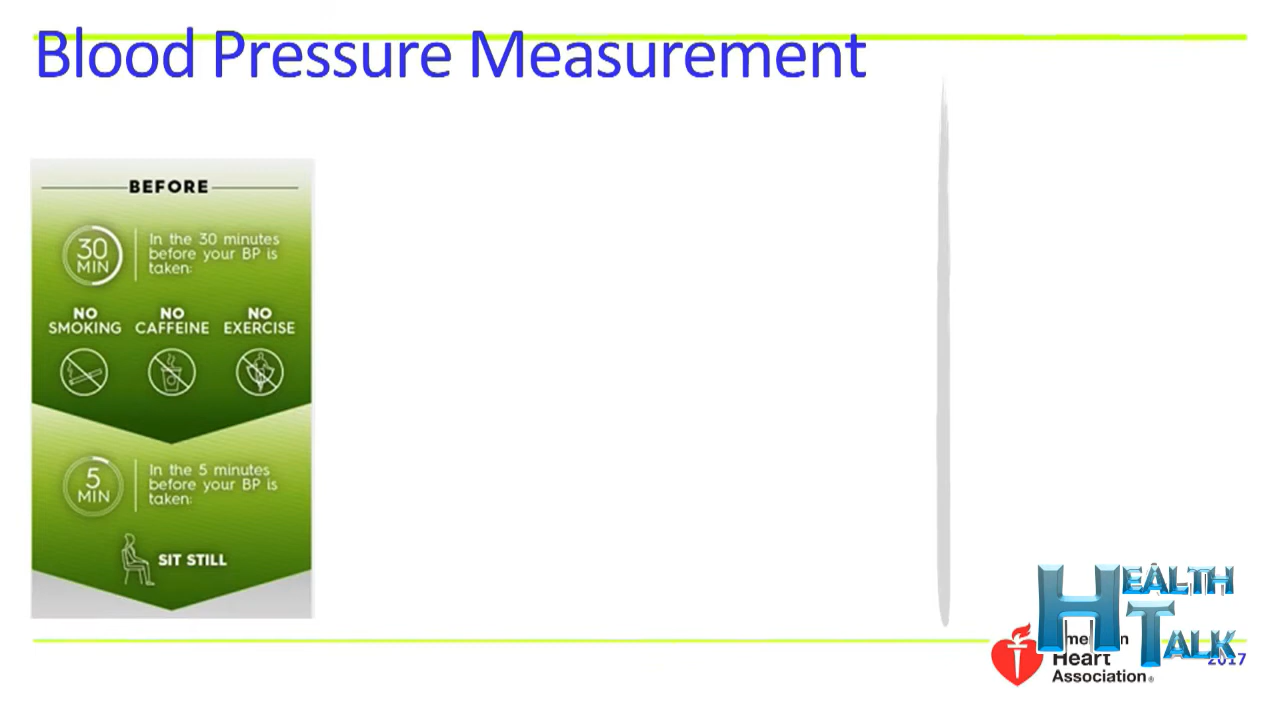 Blood Pressure Measurement
BEFORE
30
MIN
In the 30 minutes
before your BP is
taken:
NO
SMOKING
NO
CAFFEINE
NO
EXERCISE
5
MIN
In the 5 minutes
before your BP is
taken:
SIT STILL
HEALTH
TALK
Heart
Association®
2017